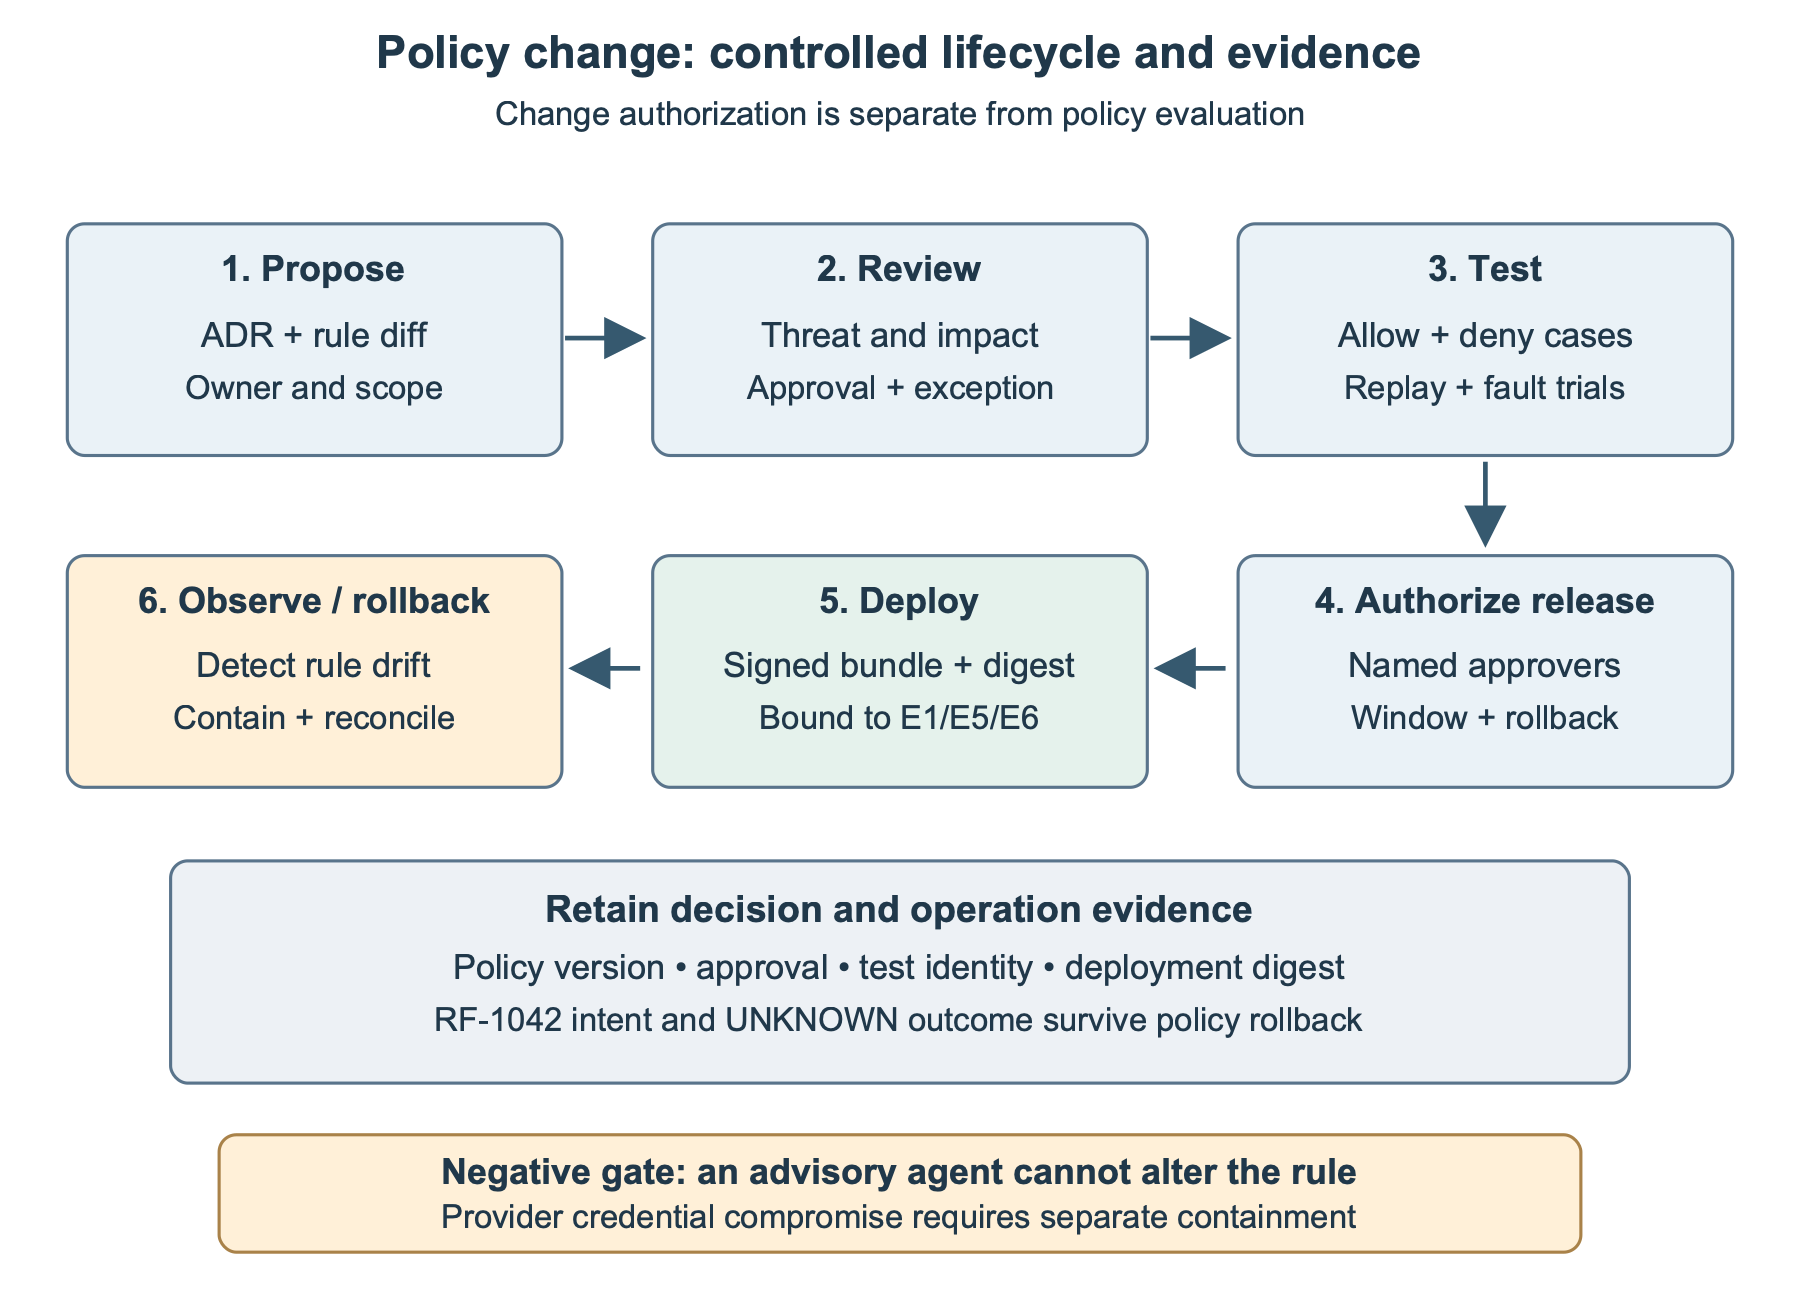 Policy change: controlled lifecycle and evidence
Change authorization is separate from policy evaluation
1. Propose
ADR + rule diff
Owner and scope
2. Review
Threat and impact
Approval + exception
3. Test
Allow + deny cases
Replay + fault trials
4. Authorize release
Named approvers
Window + rollback
5. Deploy
Signed bundle + digest
Bound to E1/E5/E6
6. Observe / rollback
Detect rule drift
Contain + reconcile
Retain decision and operation evidence
Policy version • approval • test identity • deployment digest
RF-1042 intent and UNKNOWN outcome survive policy rollback
Negative gate: an advisory agent cannot alter the rule
Provider credential compromise requires separate containment